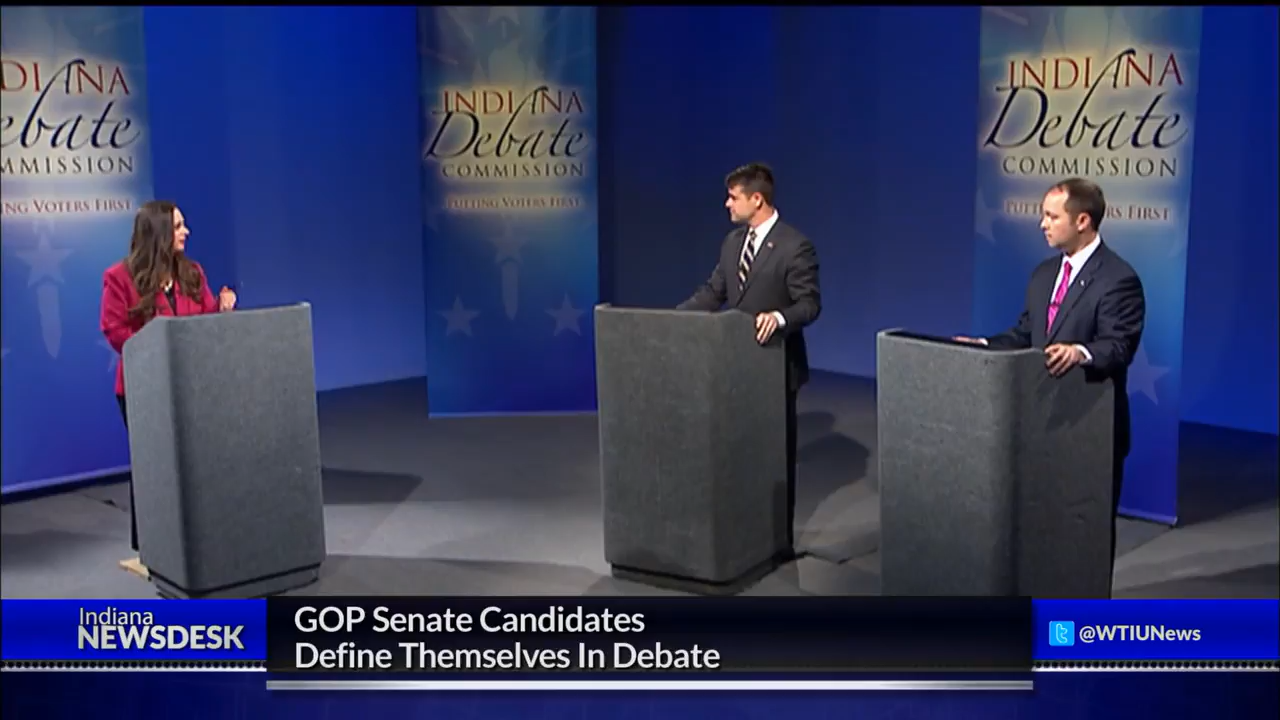 INDIANA
Debate
COMMISSION
PUTTING VOTERS FIRST
INDIANA
Debate
COMMISSION
PUTTING VOTERS FIRST
INDIANA
Debate
COMMISSION
Indiana
NEWSDESK
GOP Senate Candidates
Define Themselves In Debate
@WTIUNews